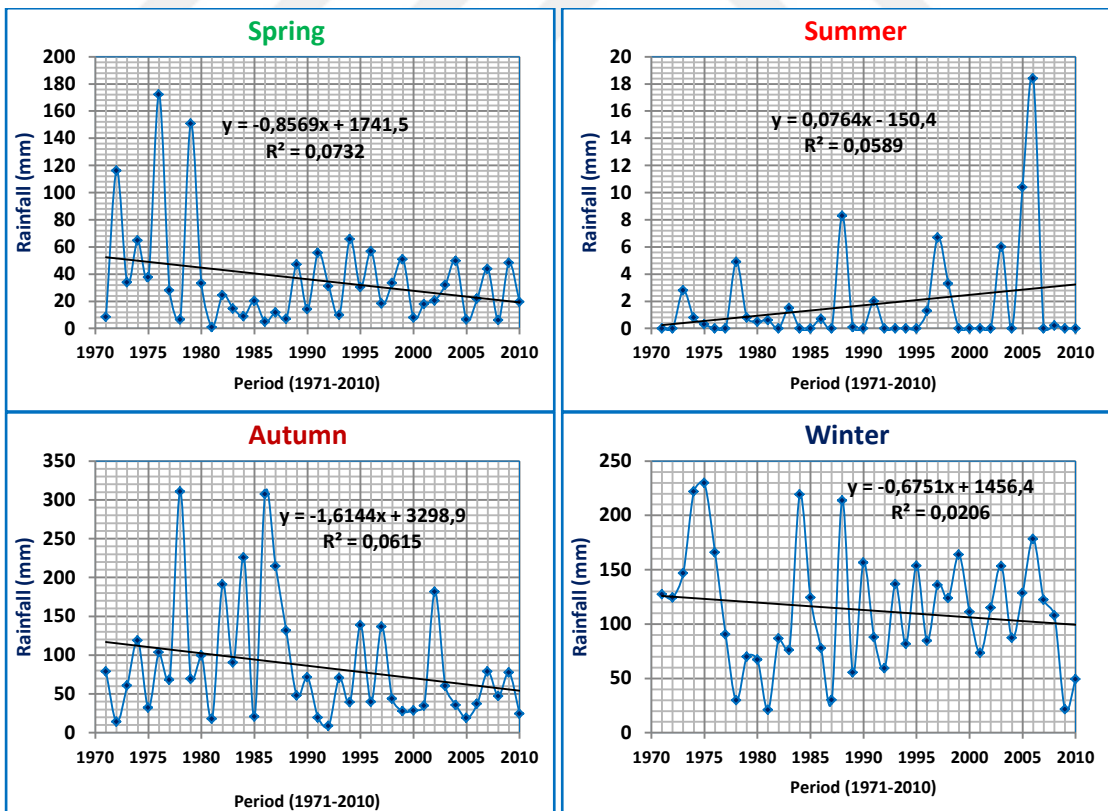 Spring
200
180
160
140
120
100
80
60
40
20
0
Rainfall (mm)
y = -0,8569x + 1741,5
R² = 0,0732
1970 1975 1980 1985 1990 1995 2000 2005 2010
Period (1971-2010)
Summer
20
18
16
14
12
10
8
6
4
2
0
Rainfall (mm)
y = 0,0764x - 150,4
R² = 0,0589
1970 1975 1980 1985 1990 1995 2000 2005 2010
Period (1971-2010)
Autumn
350
300
250
200
150
100
50
0
Rainfall (mm)
y = -1,6144x + 3298,9
R² = 0,0615
1970 1975 1980 1985 1990 1995 2000 2005 2010
Period (1971-2010)
Winter
250
200
150
100
50
0
Rainfall (mm)
y = -0,6751x + 1456,4
R² = 0,0206
1970 1975 1980 1985 1990 1995 2000 2005 2010
Period (1971-2010)